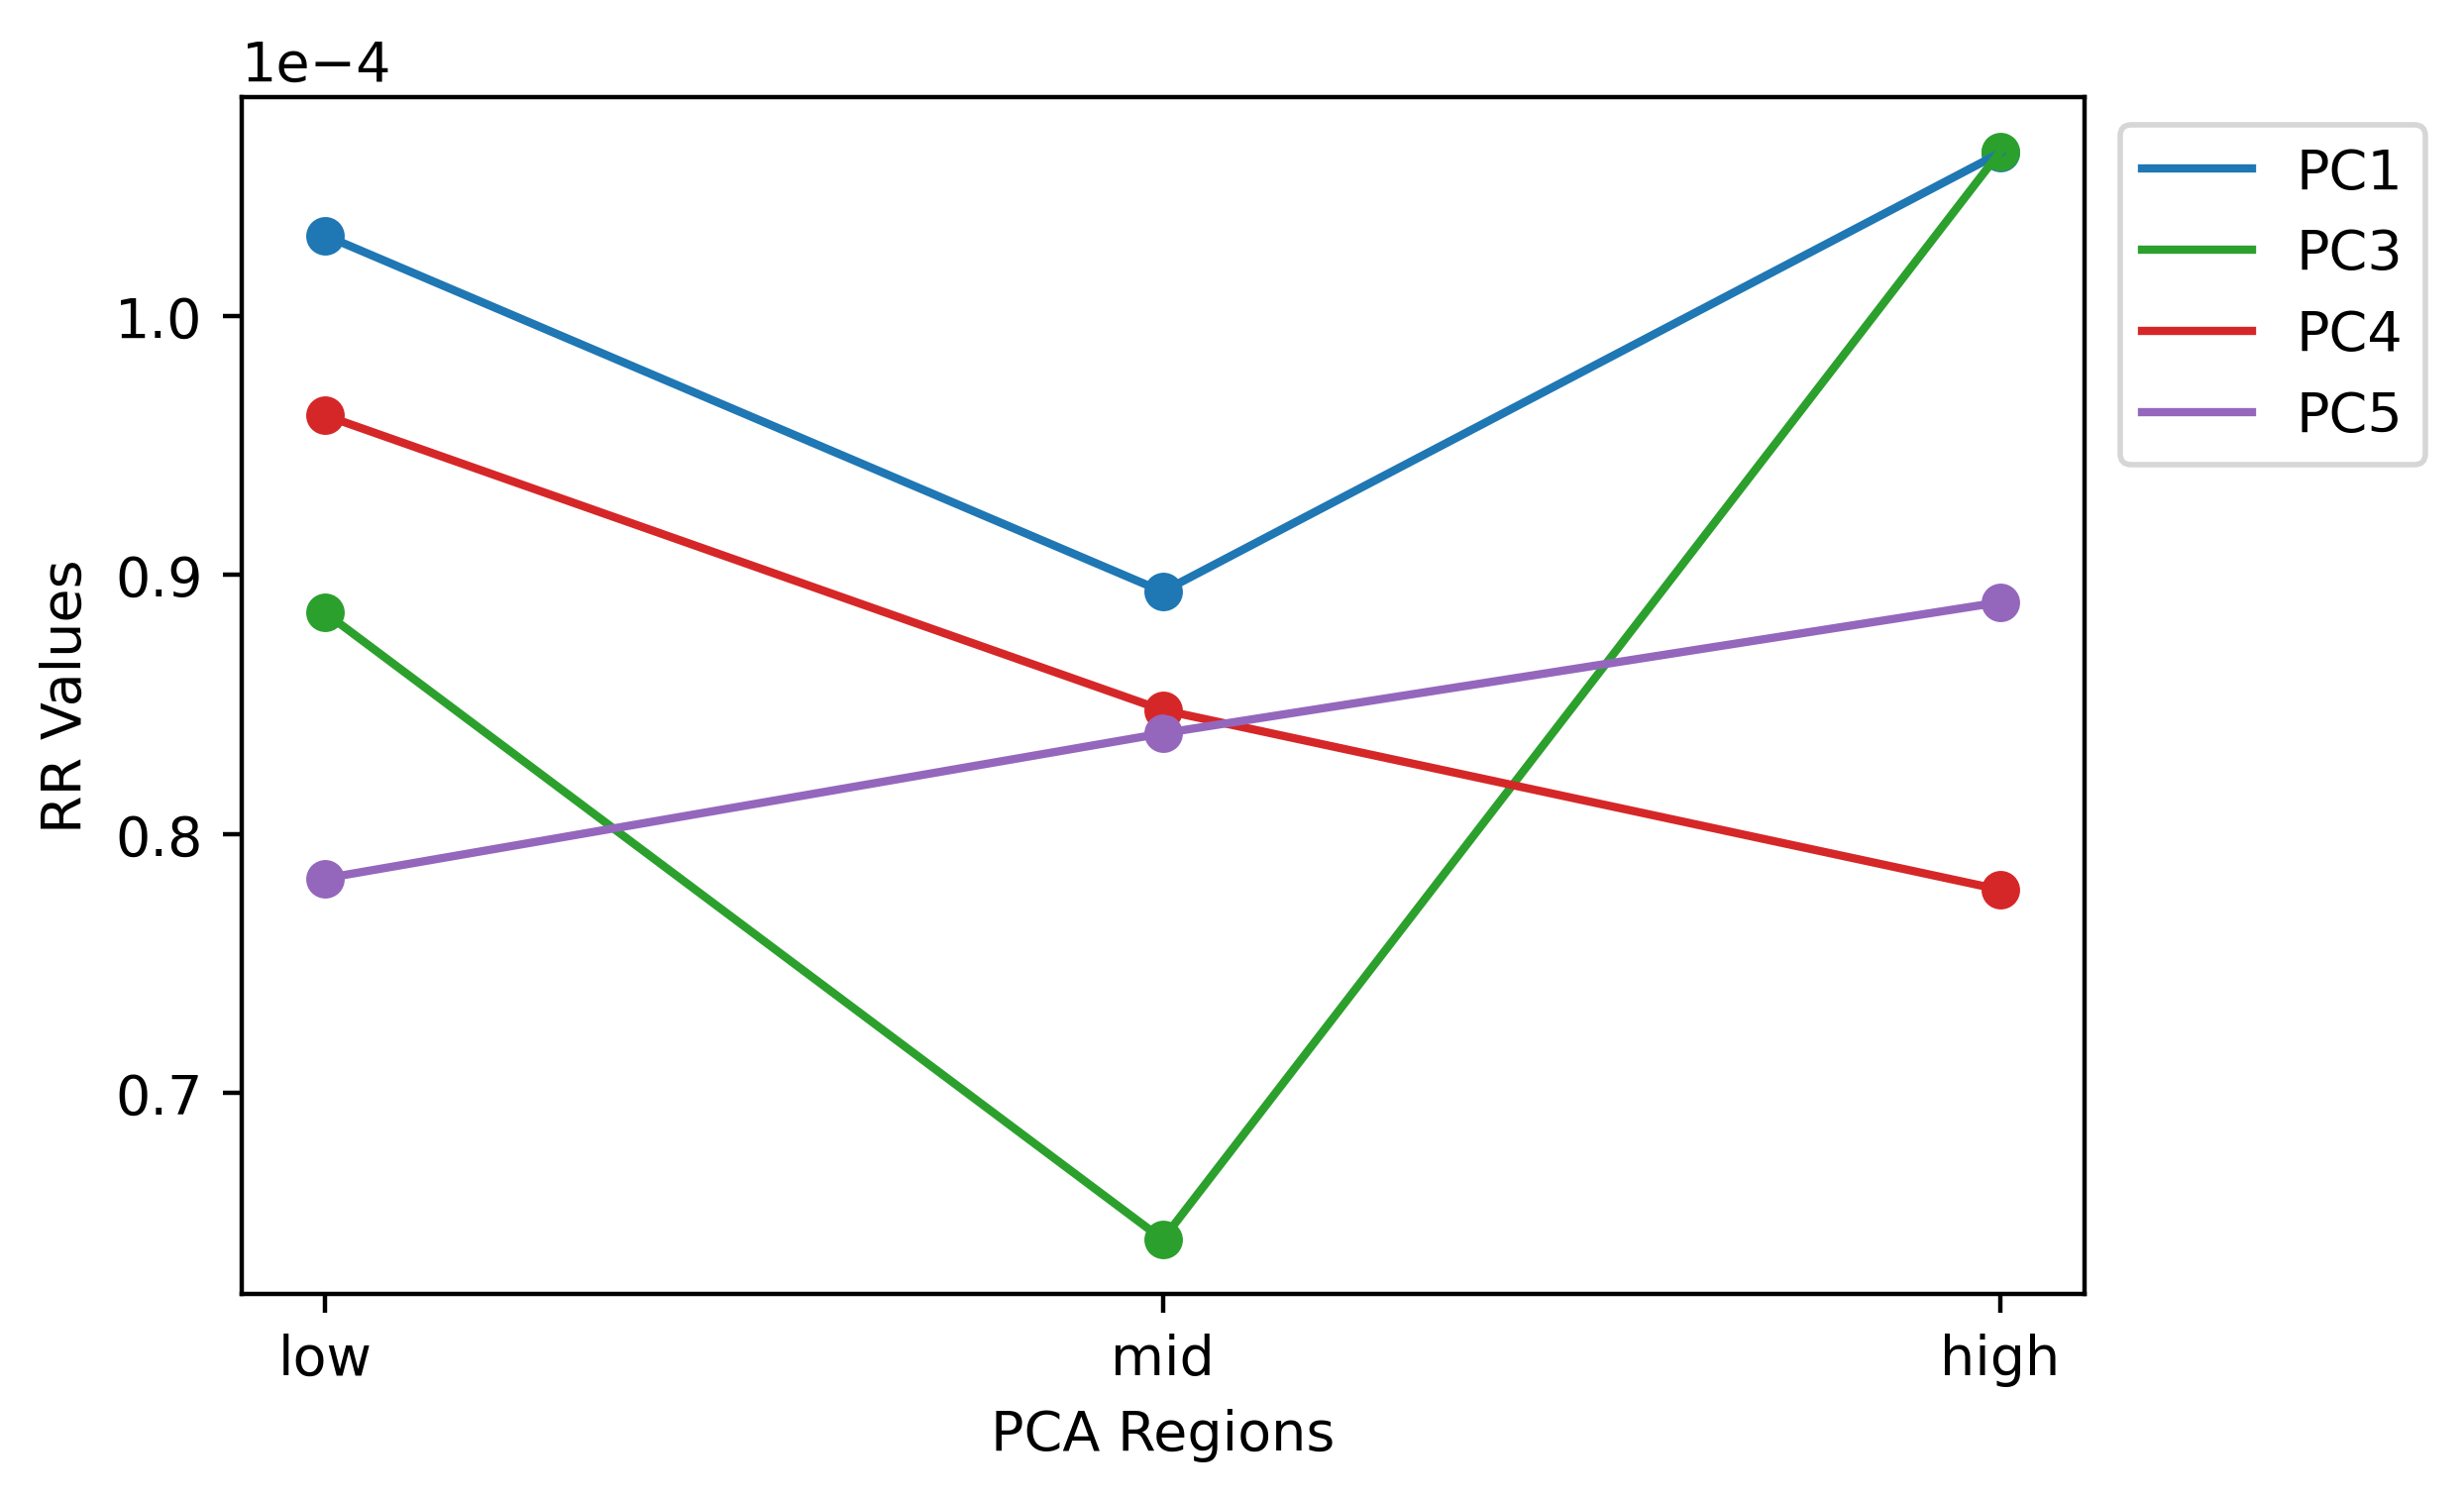 1e−4
1.0
0.9
0.8
0.7
RR Values
low
mid
high
PCA Regions
PC1
PC3
PC4
PC5